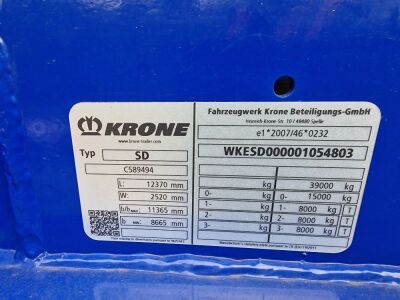 KRONE
www.krone-trailer.com
Typ SD
C589494
L: 12370 mm
W: 2520 mm
b/b max: 11365 mm
b: 8665 mm
Fahrzeugwerk Krone Beteiligungs-GmbH
Heinrich-Krone Str. 10 / 49480 Spelle
e1*2007/46*0232
WKESD000001054803
kg 39000 kg
0- kg 0- 15000 kg
1- kg 1- 8000 kg T
2- kg 2- 8000 kg T
3- kg 3- 8000 kg T